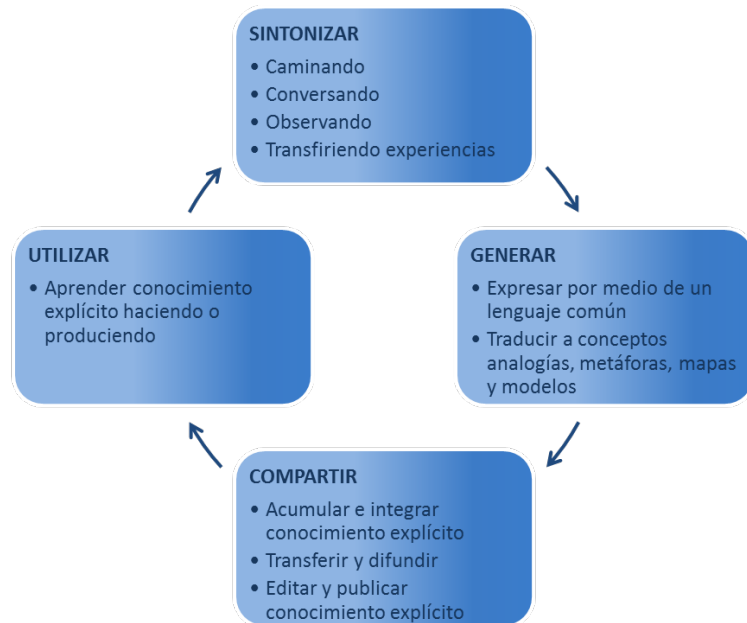 SINTONIZAR
• Caminando
• Conversando
• Observando
• Transfiriendo experiencias
UTILIZAR
• Aprender conocimiento
explícito haciendo o
produciendo
GENERAR
• Expresar por medio de un
lenguaje común
• Traducir a conceptos
analogías, metáforas, mapas
y modelos
COMPARTIR
• Acumular e integrar
conocimiento explícito
• Transferir y difundir
• Editar y publicar
conocimiento explícito